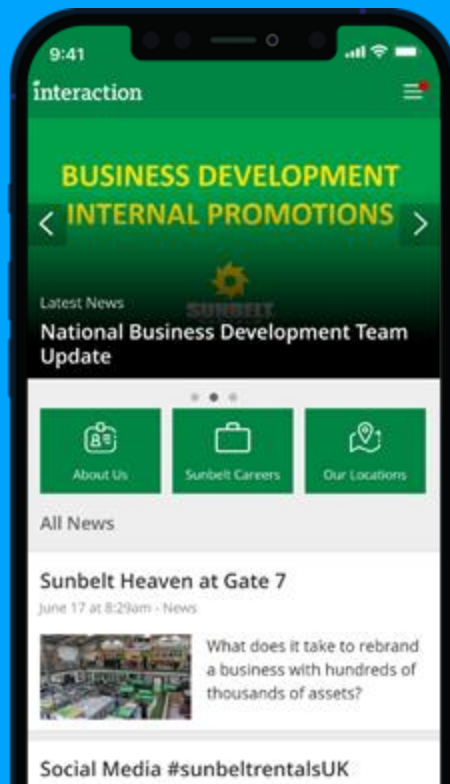 9:41
interaction
BUSINESS DEVELOPMENT
INTERNAL PROMOTIONS
SUNBELT
Latest News
National Business Development Team
Update
About Us
Sunbelt Careers
Our Locations
All News
Sunbelt Heaven at Gate 7
June 17 at 8:29am - News
What does it take to rebrand
a business with hundreds of
thousands of assets?
Social Media #sunbeltrentalsUK